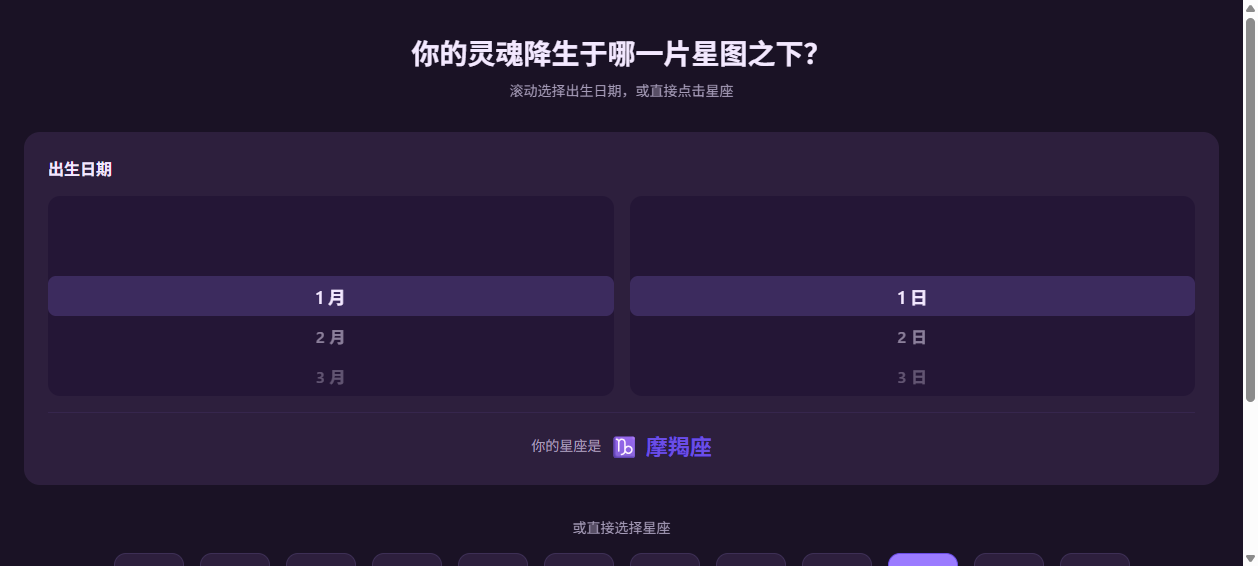 你的灵魂降生于哪一片星图之下?
滚动选择出生日期，或直接点击星座
出生日期
1 月
1 日
2 月
2 日
3 月
3 日
你的星座是 ♑ 摩羯座
或直接选择星座